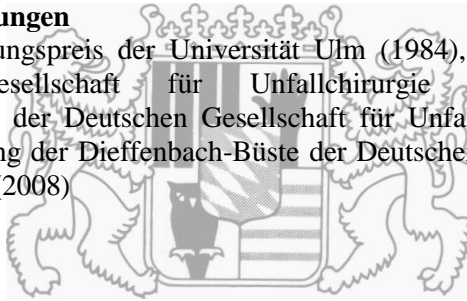 ungen
ungspreis der Universität Ulm (1984),
esellschaft für Unfallchirurgie
der Deutschen Gesellschaft für Unfa
ng der Dieffenbach-Büste der Deutsche
(2008)